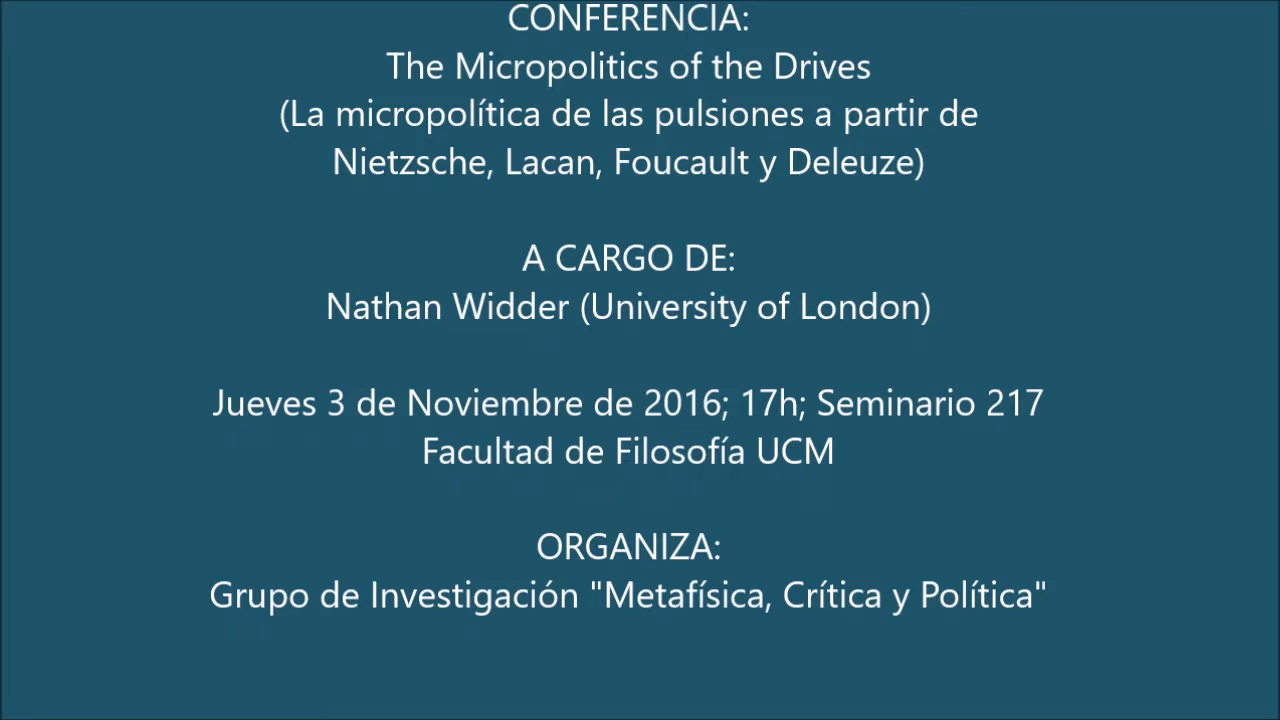 CONFERENCIA:
The Micropolitics of the Drives
(La micropolítica de las pulsiones a partir de
Nietzsche, Lacan, Foucault y Deleuze)
A CARGO DE:
Nathan Widder (University of London)
Jueves 3 de Noviembre de 2016; 17h; Seminario 217
Facultad de Filosofía UCM
ORGANIZA:
Grupo de Investigación "Metafísica, Crítica y Política"